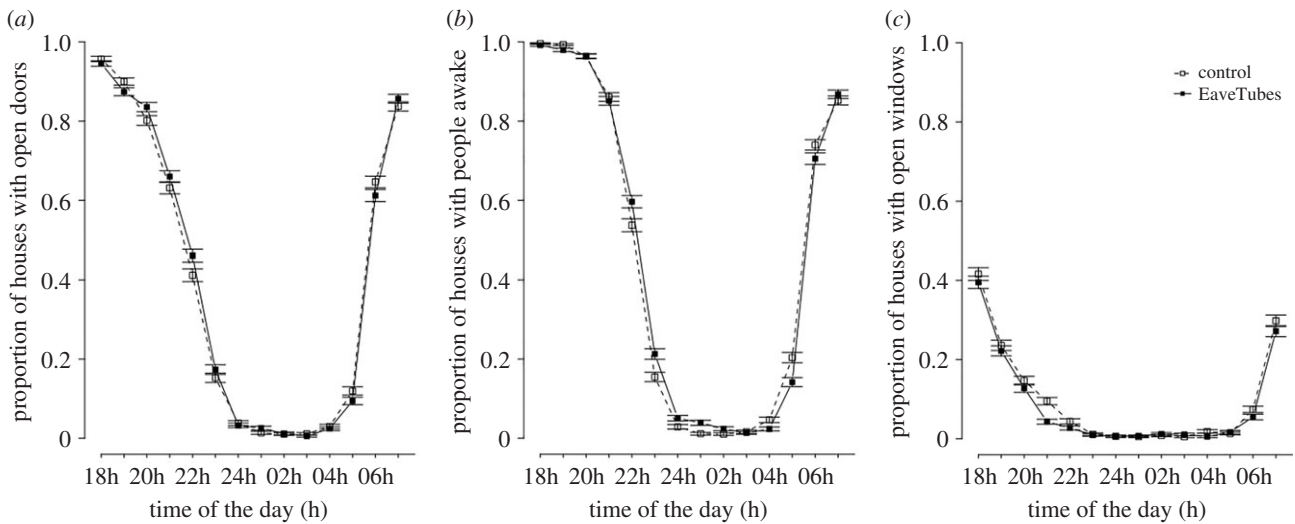 (a)
1.0
0.8
0.6
0.4
0.2
0
proportion of houses with open doors
18h 20h 22h 24h 02h 04h 06h
time of the day (h)
(b)
1.0
0.8
0.6
0.4
0.2
0
proportion of houses with people awake
18h 20h 22h 24h 02h 04h 06h
time of the day (h)
(c)
1.0
0.8
0.6
0.4
0.2
0
proportion of houses with open windows
control
EaveTubes
18h 20h 22h 24h 02h 04h 06h
time of the day (h)